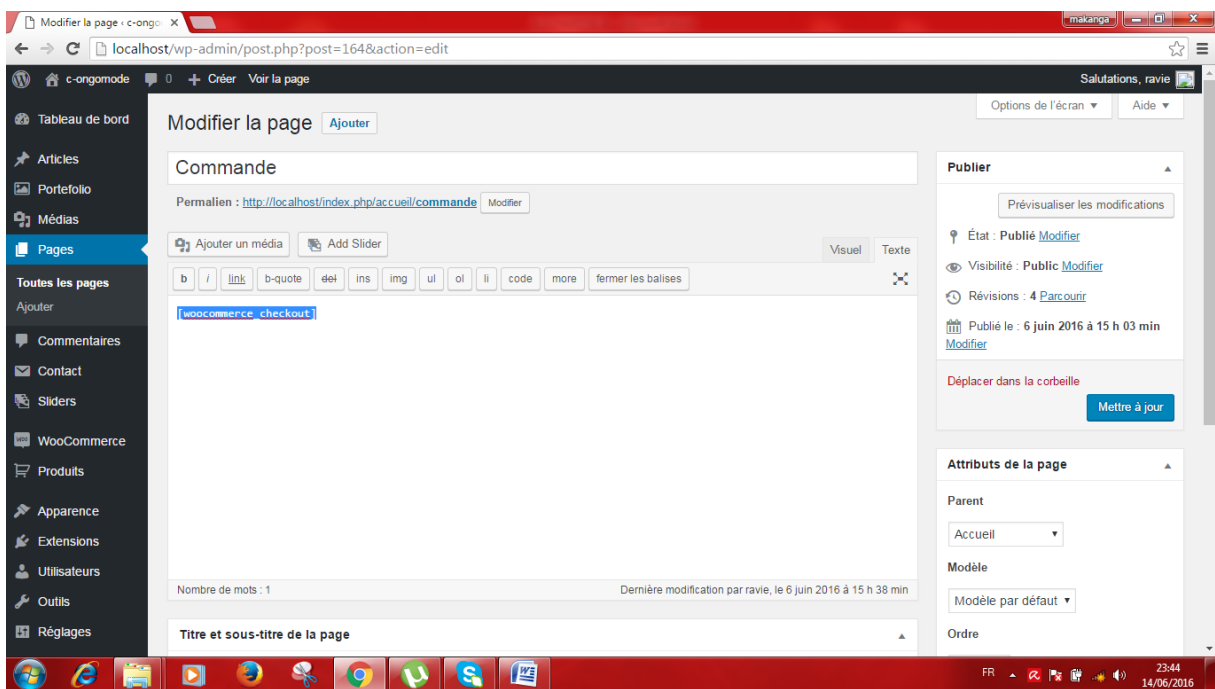 Modifier la page ‹ c-ongo
makanga
localhost/wp-admin/post.php?post=164&action=edit
c-ongomode 0 + Créer Voir la page Salutations, ravie
Options de l'écran Aide
Tableau de bord
Articles
Portefolio
Médias
Pages
Toutes les pages
Ajouter
Commentaires
Contact
Sliders
WooCommerce
Produits
Apparence
Extensions
Utilisateurs
Outils
Réglages
Modifier la page Ajouter
Commande
Permalien : http://localhost/index.php/accueil/commande Modifier
Ajouter un média Add Slider Visuel Texte
b i link b-quote del ins img ul ol li code more fermer les balises
[woocommerce_checkout]
Nombre de mots : 1 Dernière modification par ravie, le 6 juin 2016 à 15 h 38 min
Titre et sous-titre de la page
Publier
Prévisualiser les modifications
État : Publié Modifier
Visibilité : Public Modifier
Révisions : 4 Parcourir
Publié le : 6 juin 2016 à 15 h 03 min
Modifier
Déplacer dans la corbeille
Mettre à jour
Attributs de la page
Parent
Accueil
Modèle
Modèle par défaut
Ordre
FR 23:44
14/06/2016